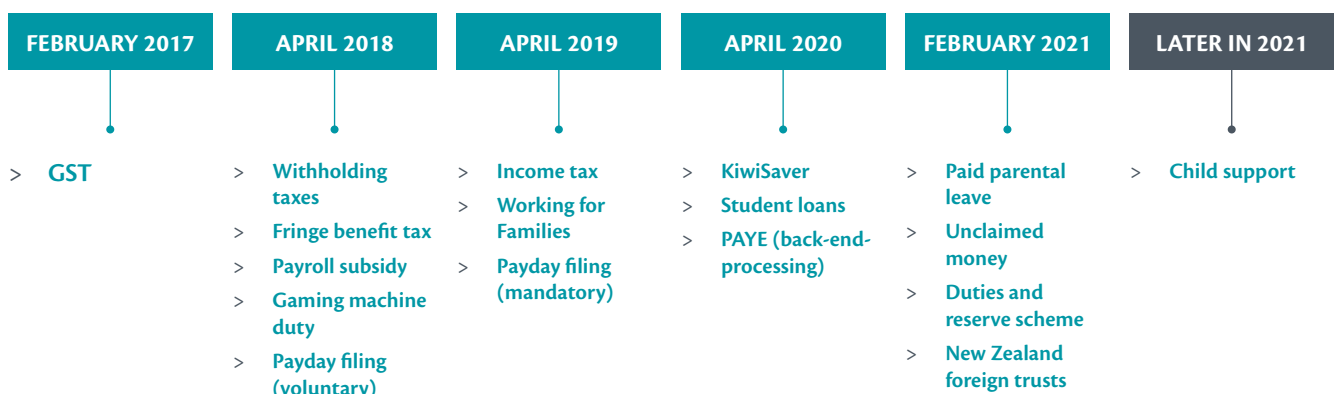 FEBRUARY 2017
> GST
APRIL 2018
> Withholding
taxes
> Fringe benefit tax
> Payroll subsidy
> Gaming machine
duty
> Payday filing
(voluntary)
APRIL 2019
> Income tax
> Working for
Families
> Payday filing
(mandatory)
APRIL 2020
> KiwiSaver
> Student loans
> PAYE (back-end-
processing)
FEBRUARY 2021
> Paid parental
leave
> Unclaimed
money
> Duties and
reserve scheme
> New Zealand
foreign trusts
LATER IN 2021
> Child support